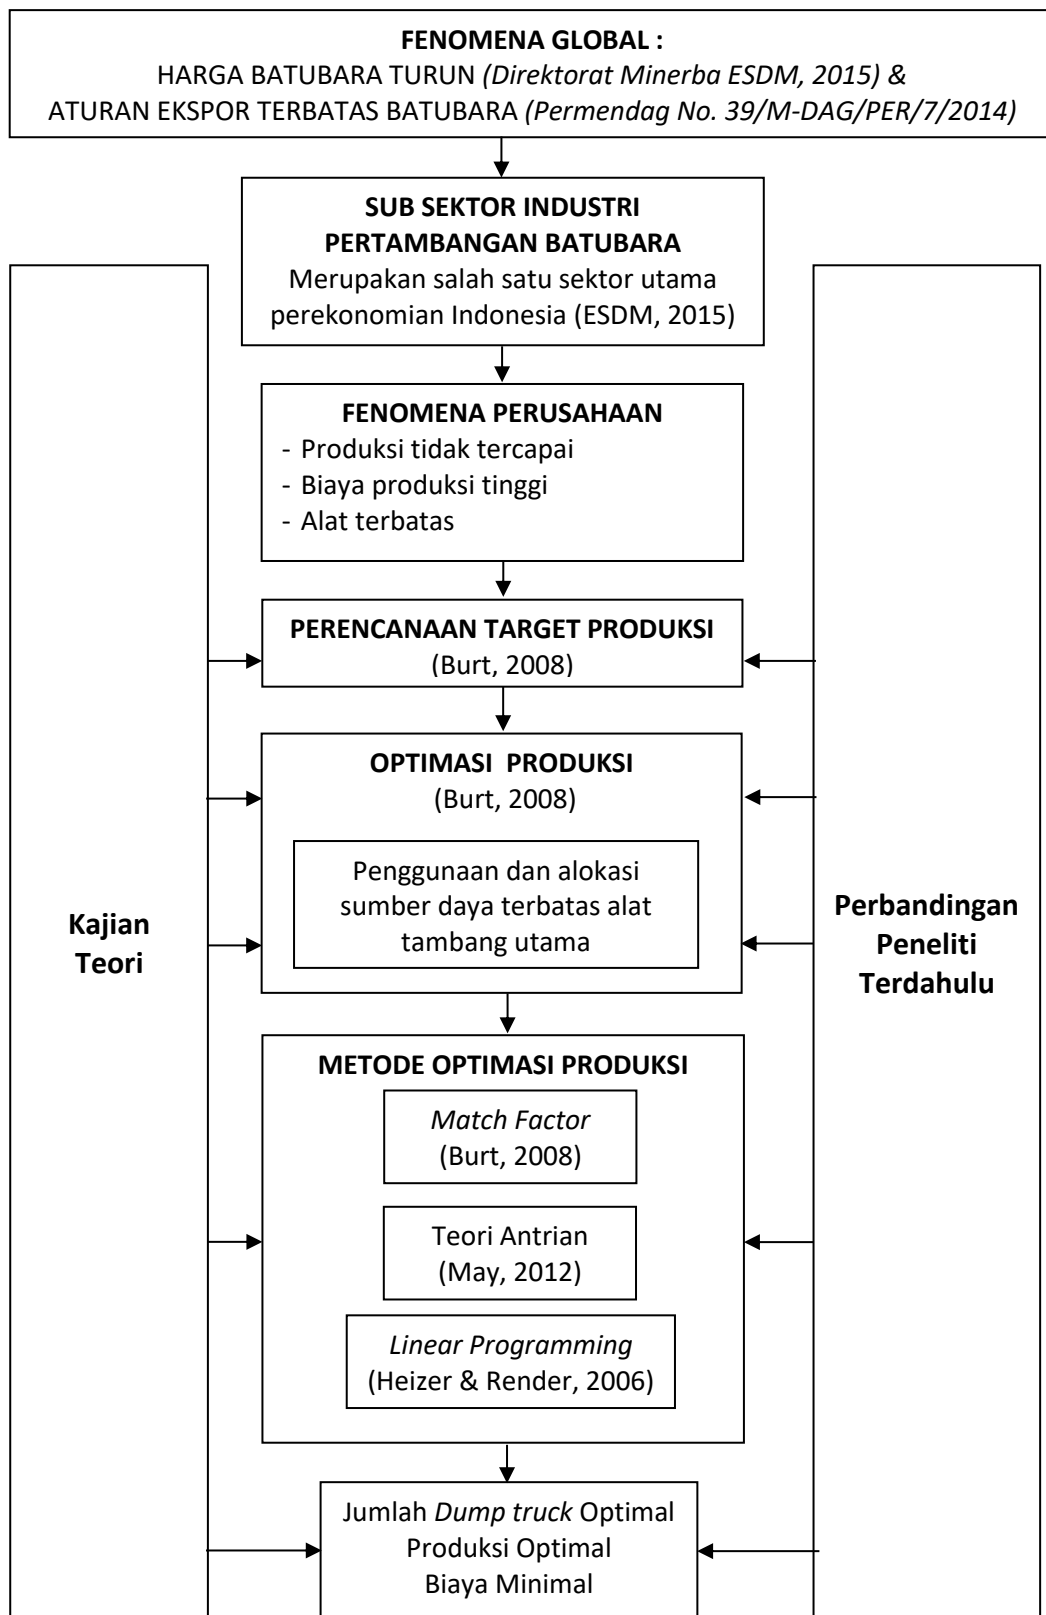 FENOMENA GLOBAL :
HARGA BATUBARA TURUN (Direktorat Minerba ESDM, 2015) &
ATURAN EKSPOR TERBATAS BATUBARA (Permendag No. 39/M-DAG/PER/7/2014)
SUB SEKTOR INDUSTRI
PERTAMBANGAN BATUBARA
Merupakan salah satu sektor utama
perekonomian Indonesia (ESDM, 2015)
FENOMENA PERUSAHAAN
- Produksi tidak tercapai
- Biaya produksi tinggi
- Alat terbatas
PERENCANAAN TARGET PRODUKSI
(Burt, 2008)
OPTIMASI  PRODUKSI
(Burt, 2008)
Penggunaan dan alokasi
sumber daya terbatas alat
tambang utama
Kajian
Teori
Perbandingan
Peneliti
Terdahulu
METODE OPTIMASI PRODUKSI
Match Factor
(Burt, 2008)
Teori Antrian
(May, 2012)
Linear Programming
(Heizer & Render, 2006)
Jumlah Dump truck Optimal
Produksi Optimal
Biaya Minimal